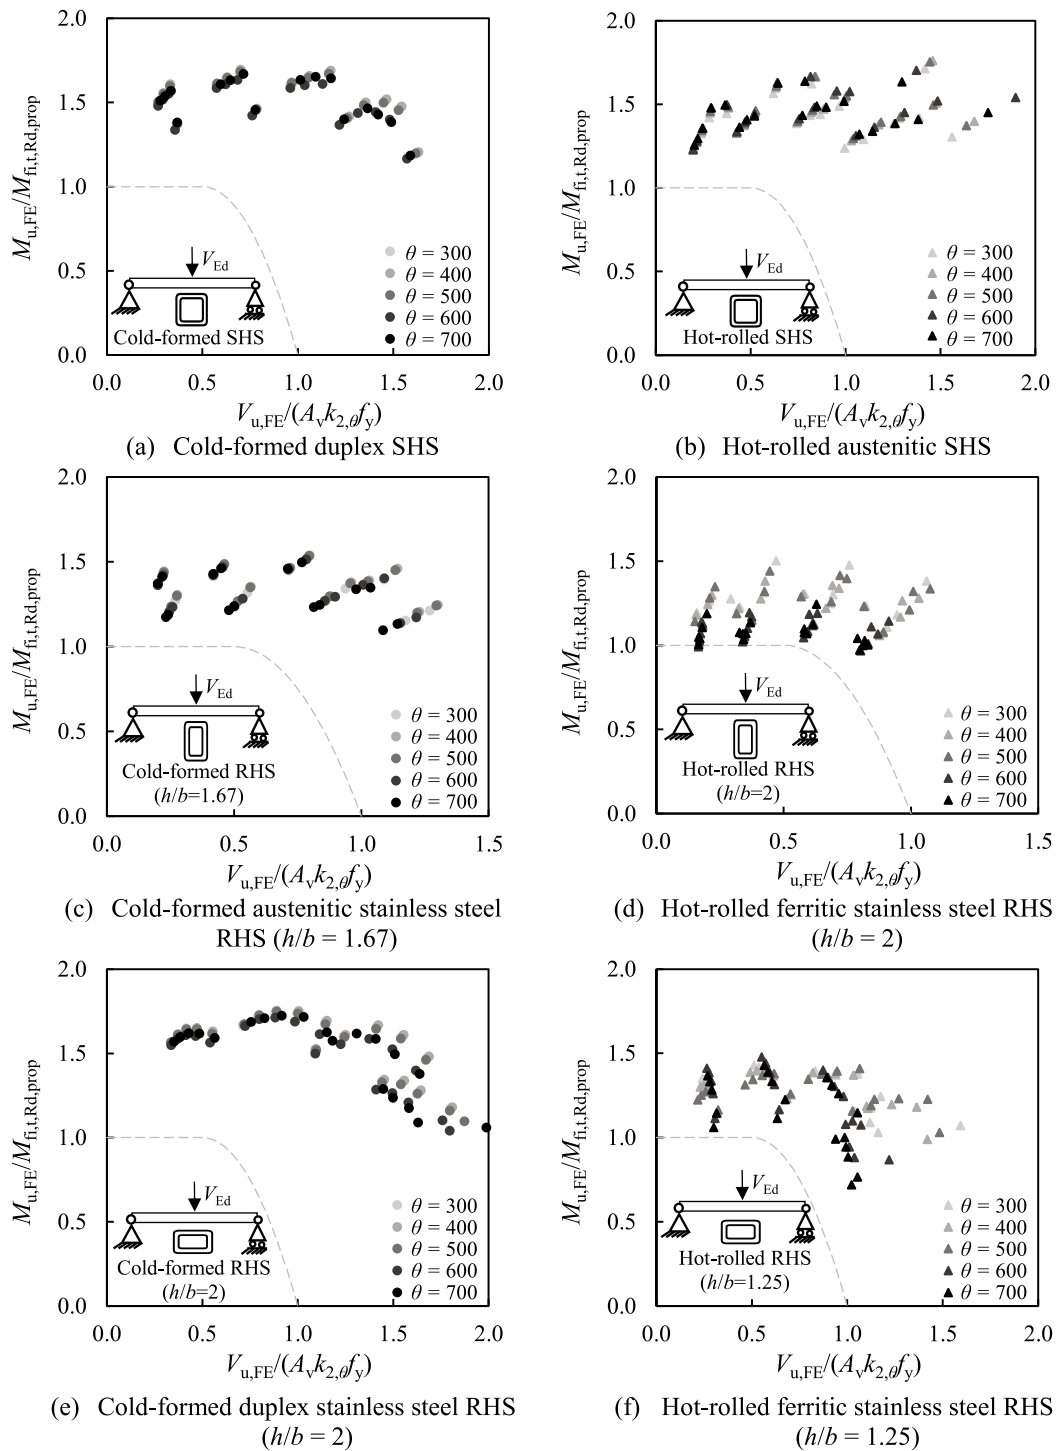 2.0
1.5
1.0
0.5
0.0
M_u,FE/M_fi,t,Rd,prop
V_Ed
Cold-formed SHS
θ = 300
θ = 400
θ = 500
θ = 600
θ = 700
0.0 0.5 1.0 1.5 2.0
V_u,FE/(A_v k_2,θ f_y)
(a) Cold-formed duplex SHS
2.0
1.5
1.0
0.5
0.0
M_u,FE/M_fi,t,Rd,prop
V_Ed
Hot-rolled SHS
θ = 300
θ = 400
θ = 500
θ = 600
θ = 700
0.0 0.5 1.0 1.5 2.0
V_u,FE/(A_v k_2,θ f_y)
(b) Hot-rolled austenitic SHS
2.0
1.5
1.0
0.5
0.0
M_u,FE/M_fi,t,Rd,prop
V_Ed
Cold-formed RHS
(h/b=1.67)
θ = 300
θ = 400
θ = 500
θ = 600
θ = 700
0.0 0.5 1.0 1.5
V_u,FE/(A_v k_2,θ f_y)
(c) Cold-formed austenitic stainless steel
RHS (h/b = 1.67)
2.0
1.5
1.0
0.5
0.0
M_u,FE/M_fi,t,Rd,prop
V_Ed
Hot-rolled RHS
(h/b=2)
θ = 300
θ = 400
θ = 500
θ = 600
θ = 700
0.0 0.5 1.0 1.5
V_u,FE/(A_v k_2,θ f_y)
(d) Hot-rolled ferritic stainless steel RHS
(h/b = 2)
2.0
1.5
1.0
0.5
0.0
M_u,FE/M_fi,t,Rd,prop
V_Ed
Cold-formed RHS
(h/b=2)
θ = 300
θ = 400
θ = 500
θ = 600
θ = 700
0.0 0.5 1.0 1.5 2.0
V_u,FE/(A_v k_2,θ f_y)
(e) Cold-formed duplex stainless steel RHS
(h/b = 2)
2.0
1.5
1.0
0.5
0.0
M_u,FE/M_fi,t,Rd,prop
V_Ed
Hot-rolled RHS
(h/b=1.25)
θ = 300
θ = 400
θ = 500
θ = 600
θ = 700
0.0 0.5 1.0 1.5 2.0
V_u,FE/(A_v k_2,θ f_y)
(f) Hot-rolled ferritic stainless steel RHS
(h/b = 1.25)